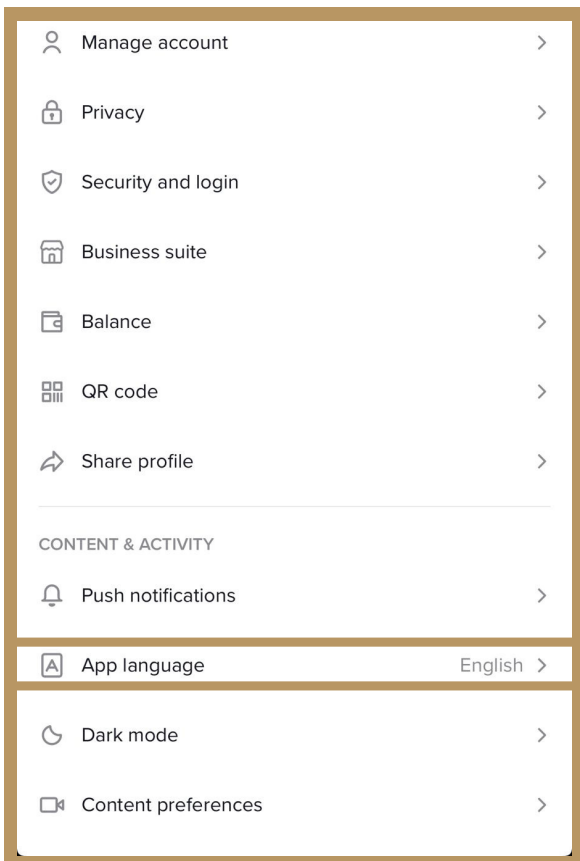 Manage account
Privacy
Security and login
Business suite
Balance
QR code
Share profile
CONTENT & ACTIVITY
Push notifications
A App language English
Dark mode
Content preferences